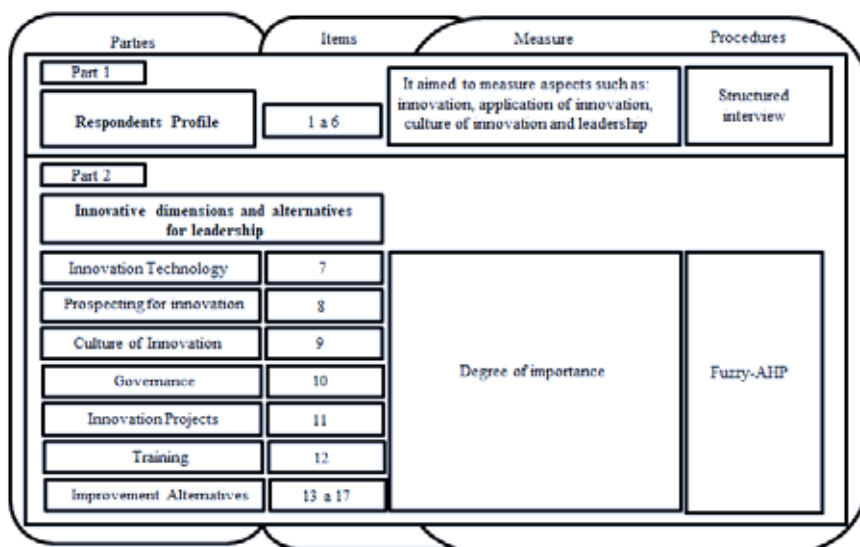 Parties Items Measure Procedures
Part 1
Respondents Profile
1 a 6
It aimed to measure aspects such as:
innovation, application of innovation,
culture of innovation and leadership
Structured
interview
Part 2
Innovative dimensions and alternatives
for leadership
Innovation Technology 7
Prospecting for innovation 8
Culture of Innovation 9
Governance 10
Innovation Projects 11
Training 12
Improvement Alternatives 13 a 17
Degree of importance
Fuzzy-AHP